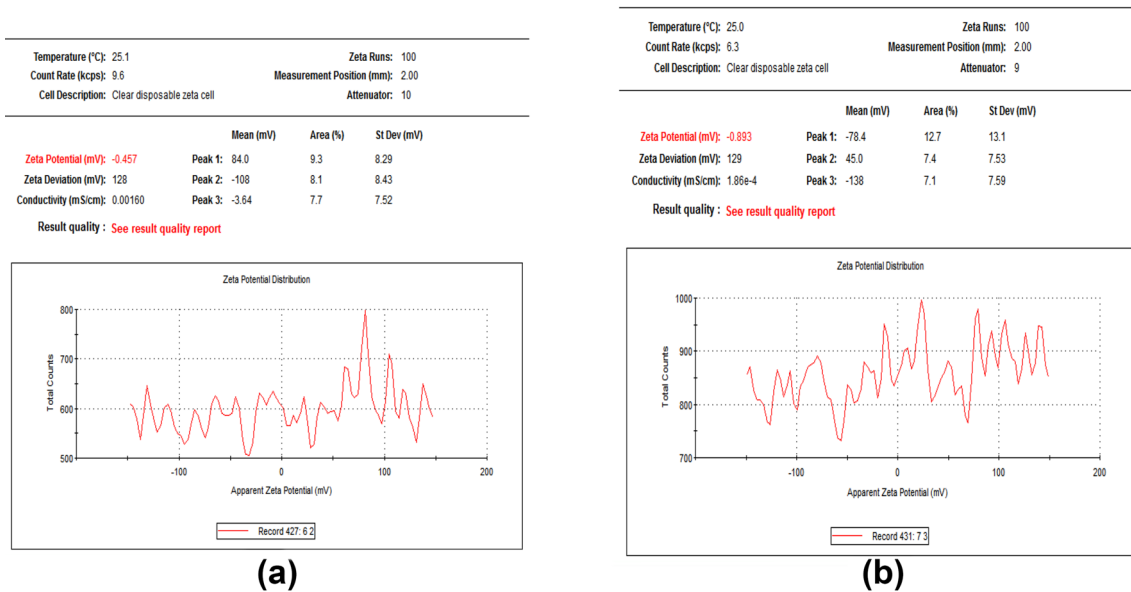 Temperature (°C): 25.1 Zeta Runs: 100
Count Rate (kcps): 9.6 Measurement Position (mm): 2.00
Cell Description: Clear disposable zeta cell Attenuator: 10
Mean (mV) Area (%) St Dev (mV)
Zeta Potential (mV): -0.457 Peak 1: 84.0 9.3 8.29
Zeta Deviation (mV): 128 Peak 2: -108 8.1 8.43
Conductivity (mS/cm): 0.00160 Peak 3: -3.64 7.7 7.52
Result quality : See result quality report
Zeta Potential Distribution
Total Counts
800
700
600
500
-100 0 100 200
Apparent Zeta Potential (mV)
Record 427: 6 2
(a)
Temperature (°C): 25.0 Zeta Runs: 100
Count Rate (kcps): 6.3 Measurement Position (mm): 2.00
Cell Description: Clear disposable zeta cell Attenuator: 9
Mean (mV) Area (%) St Dev (mV)
Zeta Potential (mV): -0.893 Peak 1: -78.4 12.7 13.1
Zeta Deviation (mV): 129 Peak 2: 45.0 7.4 7.53
Conductivity (mS/cm): 1.86e-4 Peak 3: -138 7.1 7.59
Result quality : See result quality report
Zeta Potential Distribution
Total Counts
1000
900
800
700
-100 0 100 200
Apparent Zeta Potential (mV)
Record 431: 7 3
(b)